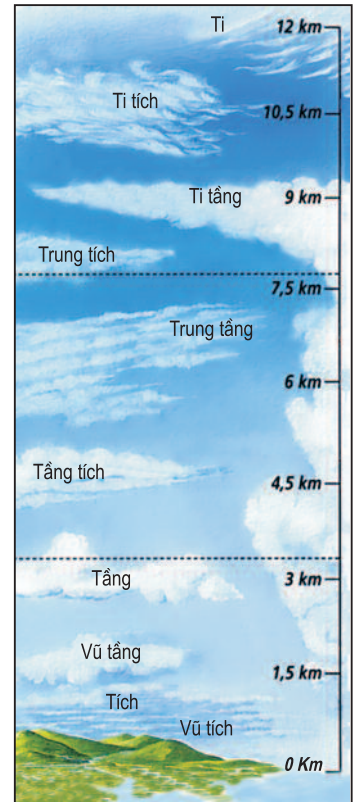 Ti
12 km
Ti tích
10,5 km
Ti tầng
9 km
Trung tích
7,5 km
Trung tầng
6 km
Tầng tích
4,5 km
Tầng
3 km
Vũ tầng
1,5 km
Tích
Vũ tích
0 Km